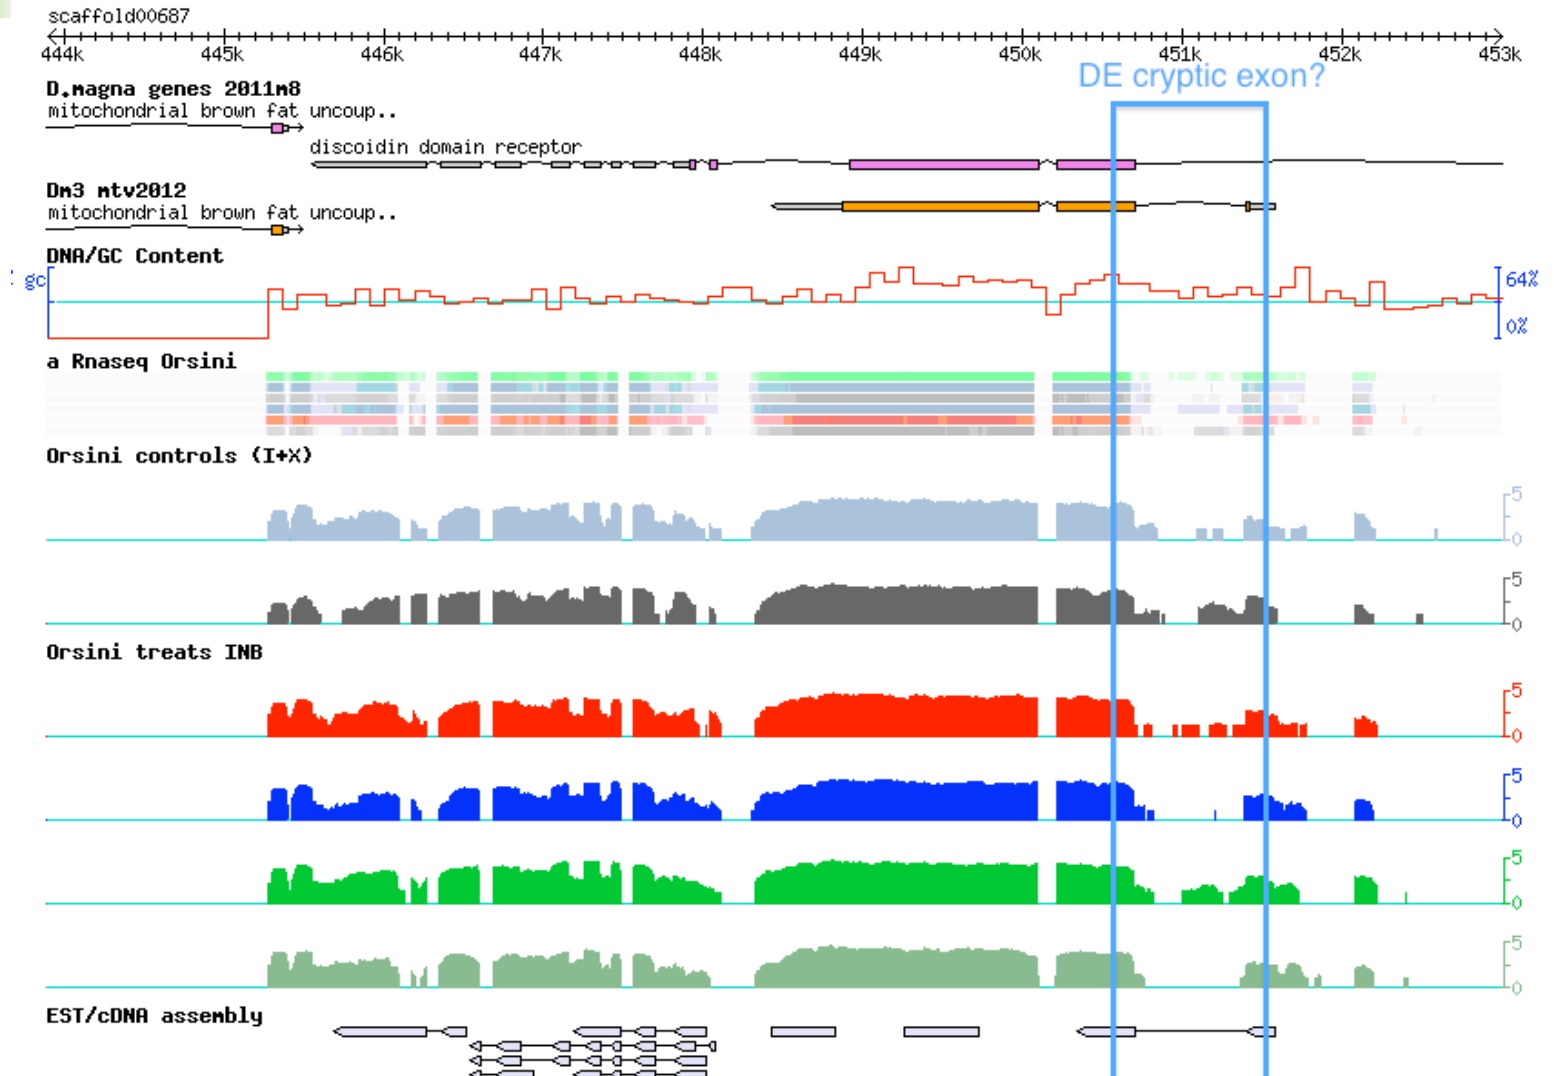 scaffold00687
444k 445k 446k 447k 448k 449k 450k 451k 452k 453k
DE cryptic exon?
D.magna genes 2011m8
mitochondrial brown fat uncoup..
discoidin domain receptor
Dm3 mtv2012
mitochondrial brown fat uncoup..
DNA/GC Content
gc
64%
0%
a Rnaseq Orsini
Orsini controls (I+X)
5
0
5
0
Orsini treats INB
5
0
5
0
5
0
5
0
EST/cDNA assembly